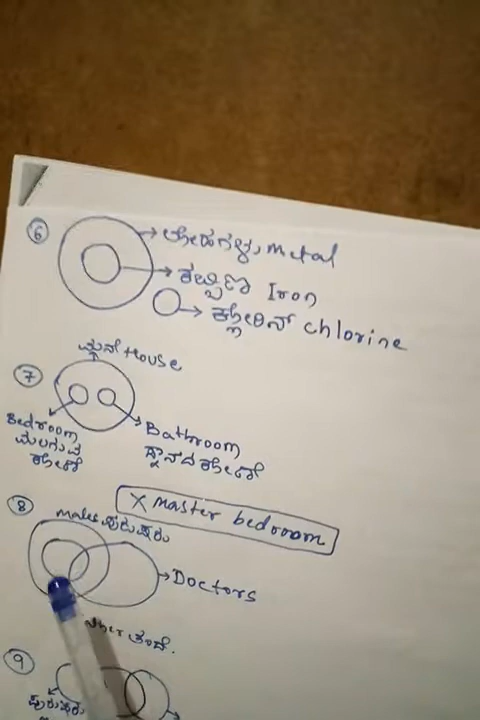 6
ಲೋಹಗಳು, metal
ಕಬ್ಬಿಣ Iron
ಕ್ಲೋರಿನ್ chlorine
7
ಮನೆ House
Bedroom
ಮಲಗುವ
ಕೋಣೆ
Bathroom
ಸ್ನಾನದ ಕೋಣೆ
X master bedroom
8
males ಪುರುಷರು
Doctors
ತಂದೆ.
9
ಪುರುಷರು